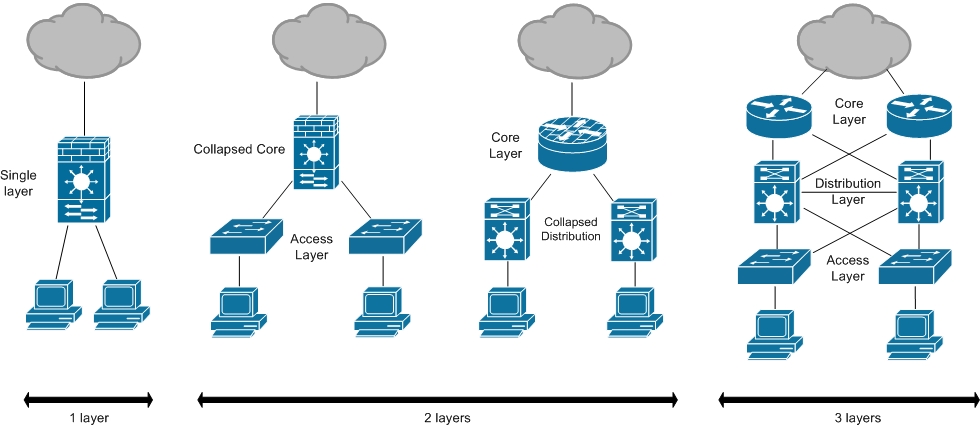 Single
layer
Collapsed Core
Access
Layer
Core
Layer
Collapsed
Distribution
Core
Layer
Distribution
Layer
Access
Layer
1 layer
2 layers
3 layers